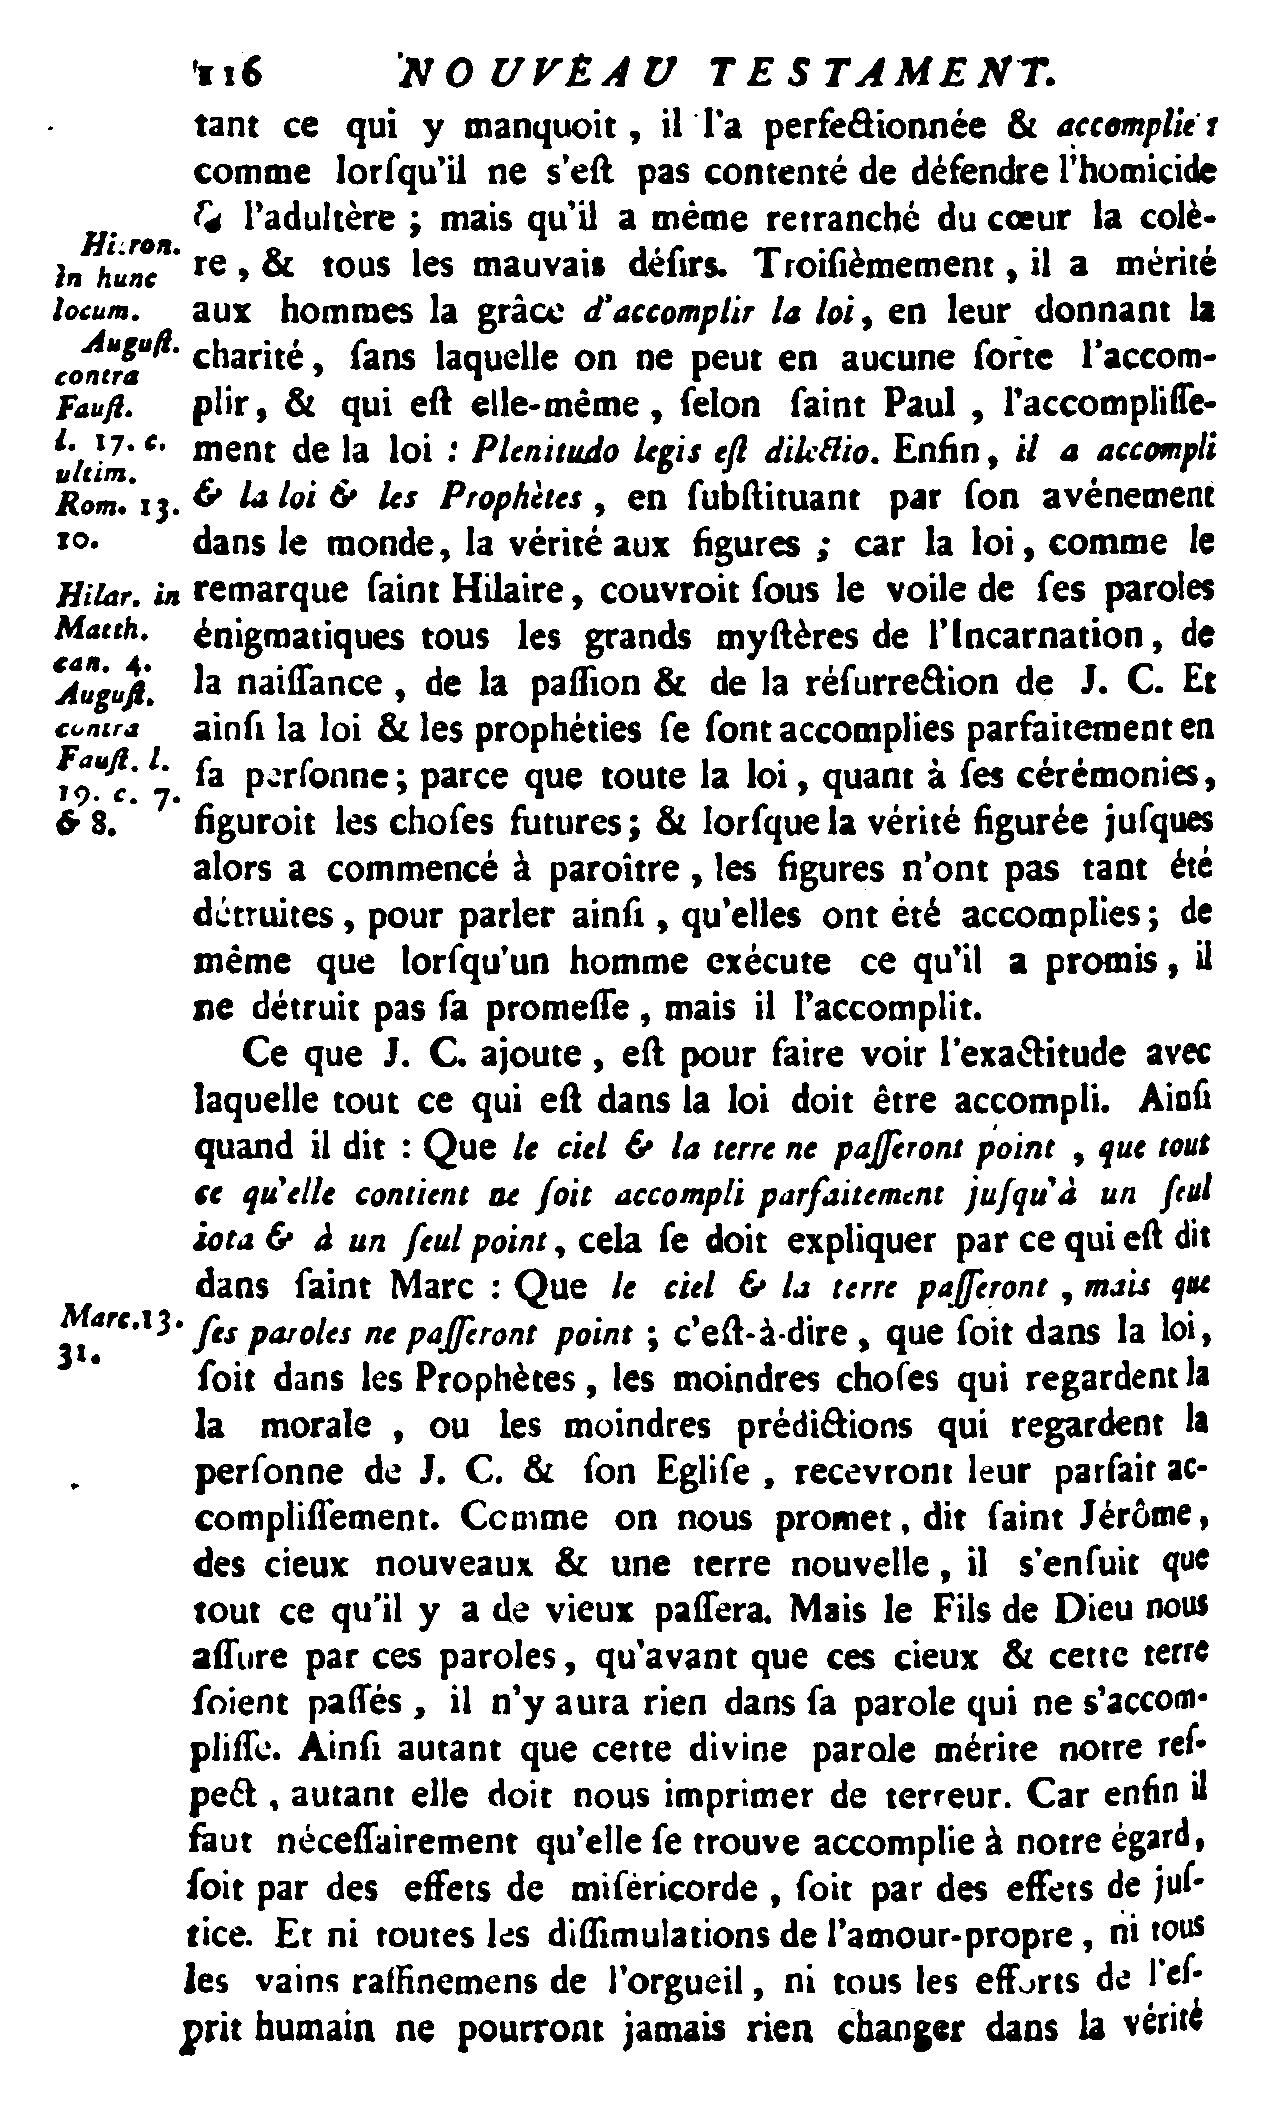 116 NOUVEAU TESTAMENT.
tant ce qui y manquoit, il l'a perfectionnée & accomplie :
comme lorſqu'il ne s'eſt pas contenté de défendre l'homicide
& l'adultère ; mais qu'il a même retranché du cœur la colè-
Hieron.
In hunc
locum.
re, & tous les mauvais déſirs. Troiſièmement, il a mérité
aux hommes la grâce d'accomplir la loi, en leur donnant la
Auguſt.
contra
Fauſt.
l. 17. c.
ultim.
charité, ſans laquelle on ne peut en aucune ſorte l'accom-
plir, & qui eſt elle-même, ſelon ſaint Paul, l'accompliſſe-
ment de la loi : Plenitudo legis eſt dilectio. Enfin, il a accompli
Rom. 13.
10.
& la loi & les Prophètes, en ſubſtituant par ſon avénement
dans le monde, la vérité aux figures ; car la loi, comme le
Hilar. in
Matth.
can. 4.
remarque ſaint Hilaire, couvroit ſous le voile de ſes paroles
énigmatiques tous les grands myſtères de l'Incarnation, de
Auguſt.
contra
Fauſt. l.
19. c. 7.
& 8.
la naiſſance, de la paſſion & de la réſurrection de J. C. Et
ainſi la loi & les prophéties ſe ſont accomplies parfaitement en
ſa perſonne ; parce que toute la loi, quant à ſes cérémonies,
figuroit les choſes futures ; & lorſque la vérité figurée juſques
alors a commencé à paroître, les figures n'ont pas tant été
détruites, pour parler ainſi, qu'elles ont été accomplies ; de
même que lorſqu'un homme exécute ce qu'il a promis, il
ne détruit pas ſa promeſſe, mais il l'accomplit.
Ce que J. C. ajoute, eſt pour faire voir l'exactitude avec
laquelle tout ce qui eſt dans la loi doit être accompli. Ainſi
quand il dit : Que le ciel & la terre ne paſſeront point, que tout
ce qu'elle contient ne ſoit accompli parfaitement juſqu'à un ſeul
iota & à un ſeul point, cela ſe doit expliquer par ce qui eſt dit
dans ſaint Marc : Que le ciel & la terre paſſeront, mais que
Marc. 13.
31.
ſes paroles ne paſſeront point ; c'eſt-à-dire, que ſoit dans la loi,
ſoit dans les Prophètes, les moindres choſes qui regardent la
la morale, ou les moindres prédictions qui regardent la
perſonne de J. C. & ſon Egliſe, recevront leur parfait ac-
compliſſement. Comme on nous promet, dit ſaint Jérôme,
des cieux nouveaux & une terre nouvelle, il s'enſuit que
tout ce qu'il y a de vieux paſſera. Mais le Fils de Dieu nous
aſſure par ces paroles, qu'avant que ces cieux & cette terre
ſoient paſſés, il n'y aura rien dans ſa parole qui ne s'accom-
pliſſe. Ainſi autant que cette divine parole mérite notre reſ-
pect, autant elle doit nous imprimer de terreur. Car enfin il
faut néceſſairement qu'elle ſe trouve accomplie à notre égard,
ſoit par des effets de miſéricorde, ſoit par des effets de juſ-
tice. Et ni toutes les diſſimulations de l'amour-propre, ni tous
les vains raffinemens de l'orgueil, ni tous les efforts de l'eſ-
prit humain ne pourront jamais rien changer dans la vérité